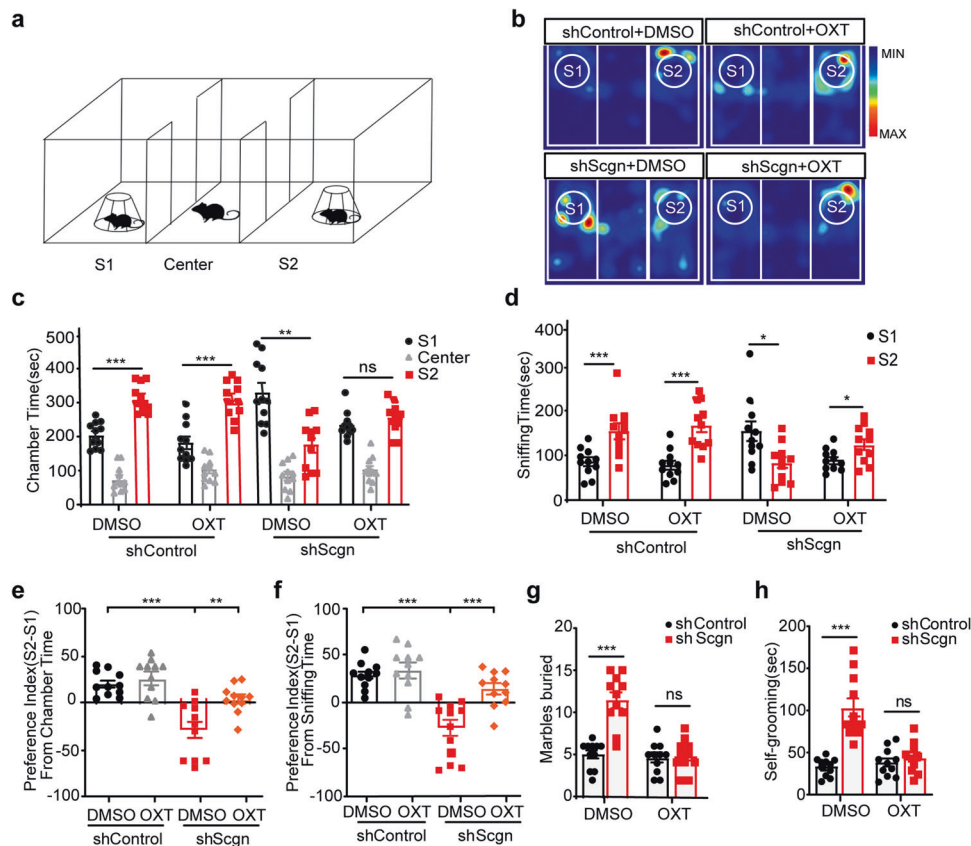 a
S1 Center S2
b
shControl+DMSO shControl+OXT
S1 S2 S1 S2
MIN
MAX
shScgn+DMSO shScgn+OXT
S1 S2 S1 S2
c
Chamber Time(sec)
500
400
300
200
100
0
*** *** ** ns
S1
Center
S2
DMSO OXT DMSO OXT
shControl shScgn
d
SniffingTime(sec)
400
300
200
100
0
*** *** * *
S1
S2
DMSO OXT DMSO OXT
shControl shScgn
e
Preference Index(S2-S1)
From Chamber Time
100
50
0
-50
-100
*** **
DMSO OXT DMSO OXT
shControl shScgn
f
Preference Index(S2-S1)
From Sniffing Time
100
50
0
-50
-100
*** ***
DMSO OXT DMSO OXT
shControl shScgn
g
shControl
sh Scgn
Marbles buried
20
15
10
5
0
*** ns
DMSO OXT
h
shControl
shScgn
Self-grooming(sec)
200
150
100
50
0
*** ns
DMSO OXT